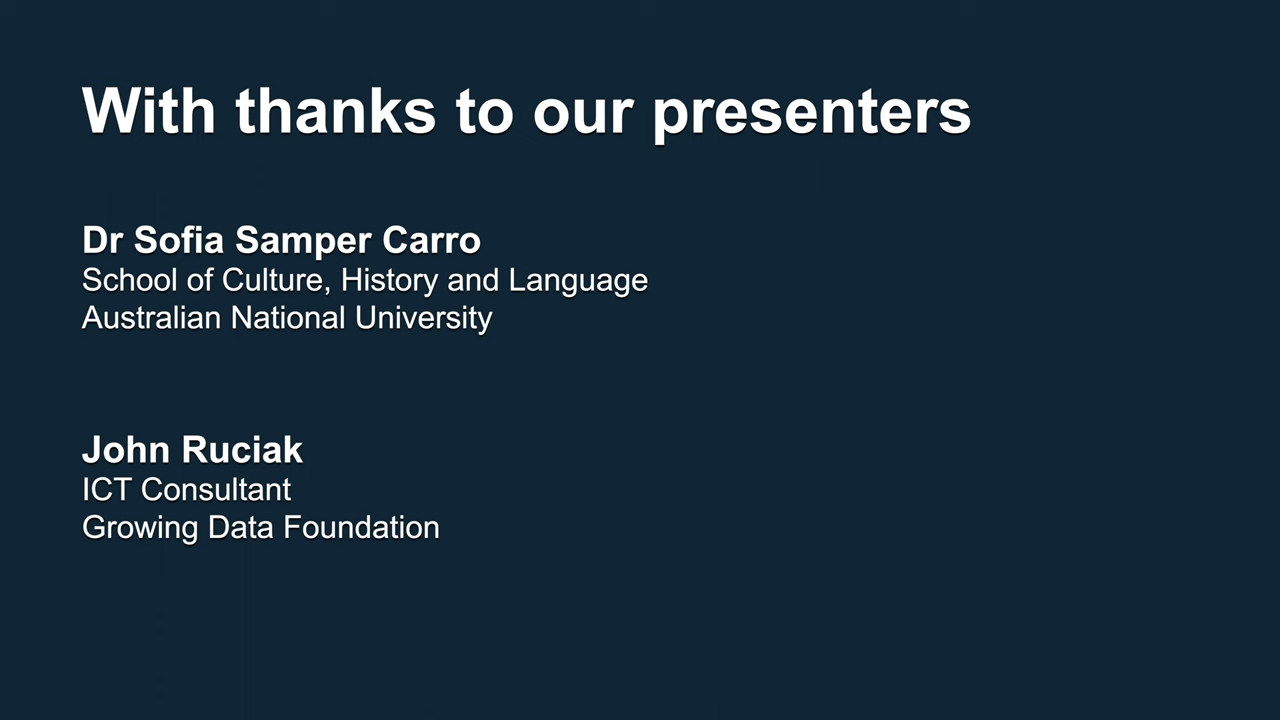 With thanks to our presenters
Dr Sofia Samper Carro
School of Culture, History and Language
Australian National University
John Ruciak
ICT Consultant
Growing Data Foundation